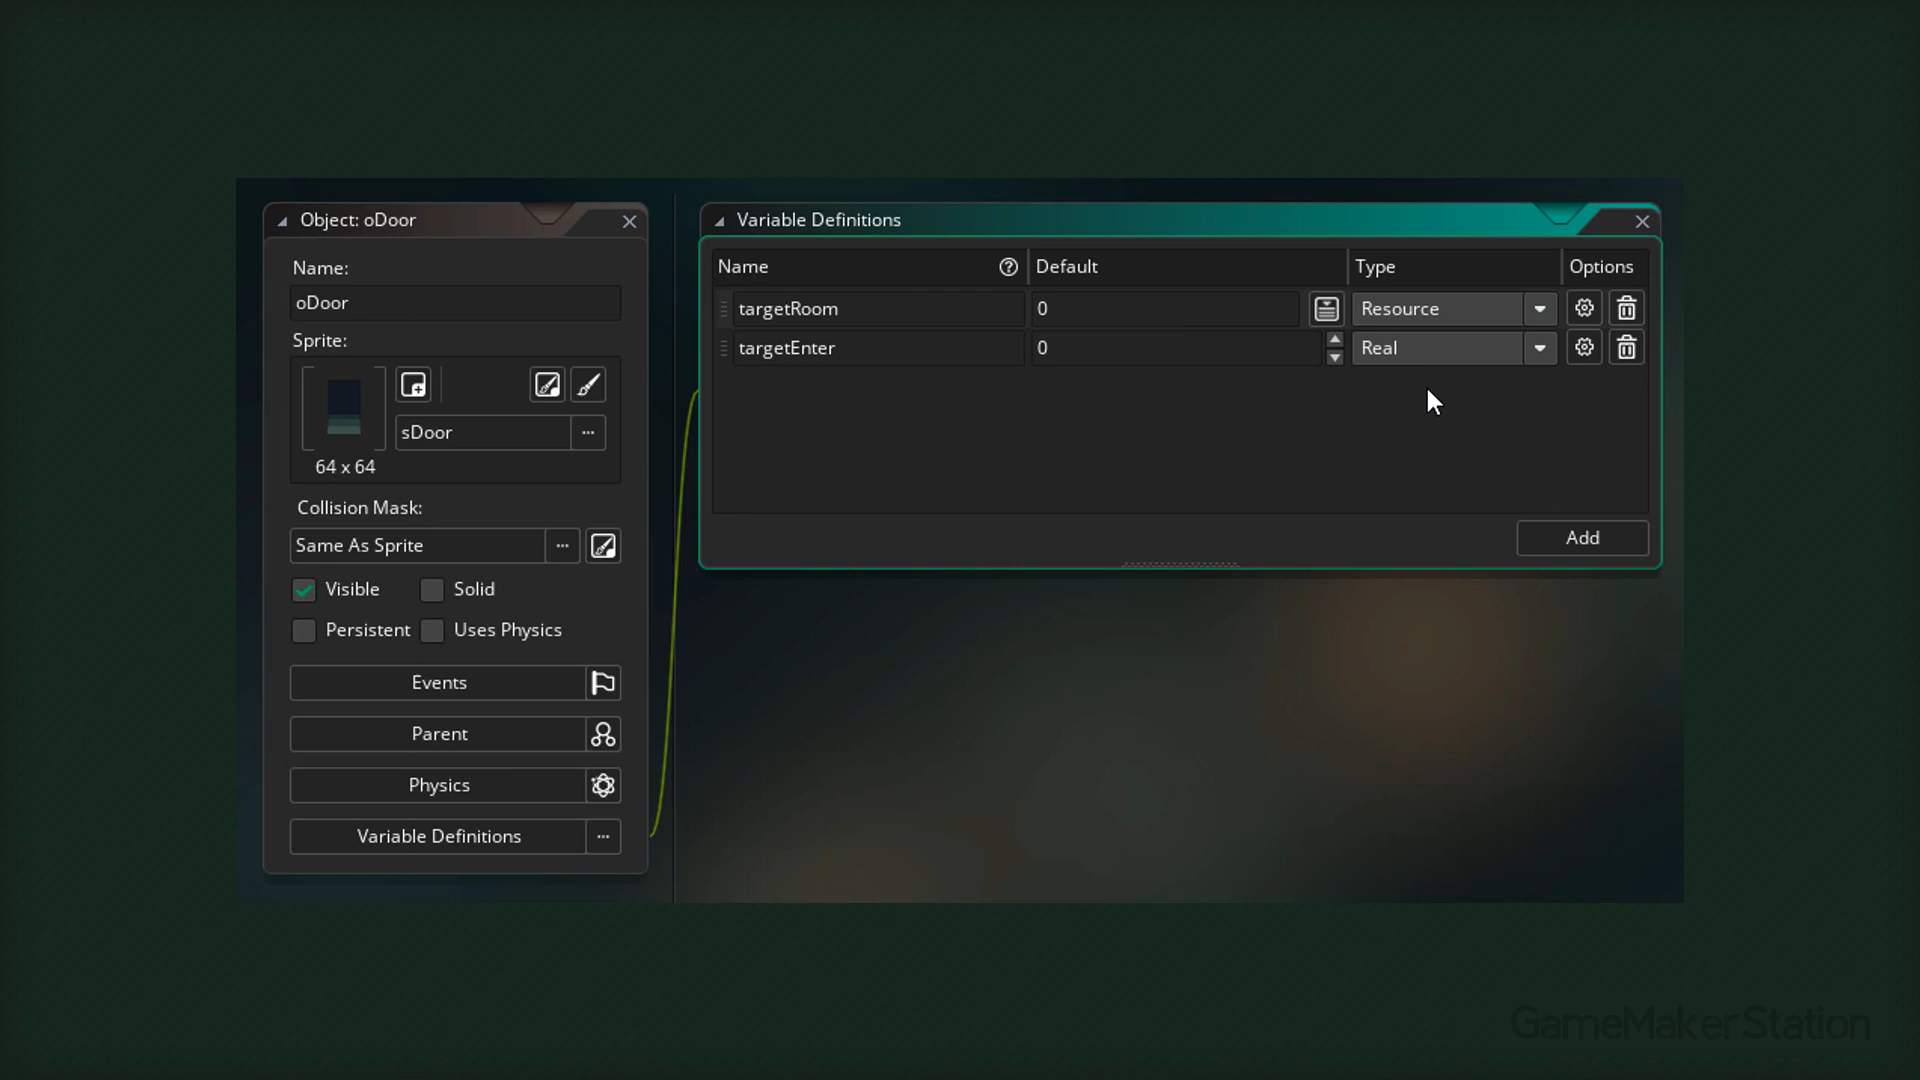 Object: oDoor
Name:
oDoor
Sprite:
sDoor
64 x 64
Collision Mask:
Same As Sprite
Visible
Solid
Persistent
Uses Physics
Events
Parent
Physics
Variable Definitions
Variable Definitions
Name Default Type Options
targetRoom 0 Resource
targetEnter 0 Real
Add
GameMaker Station